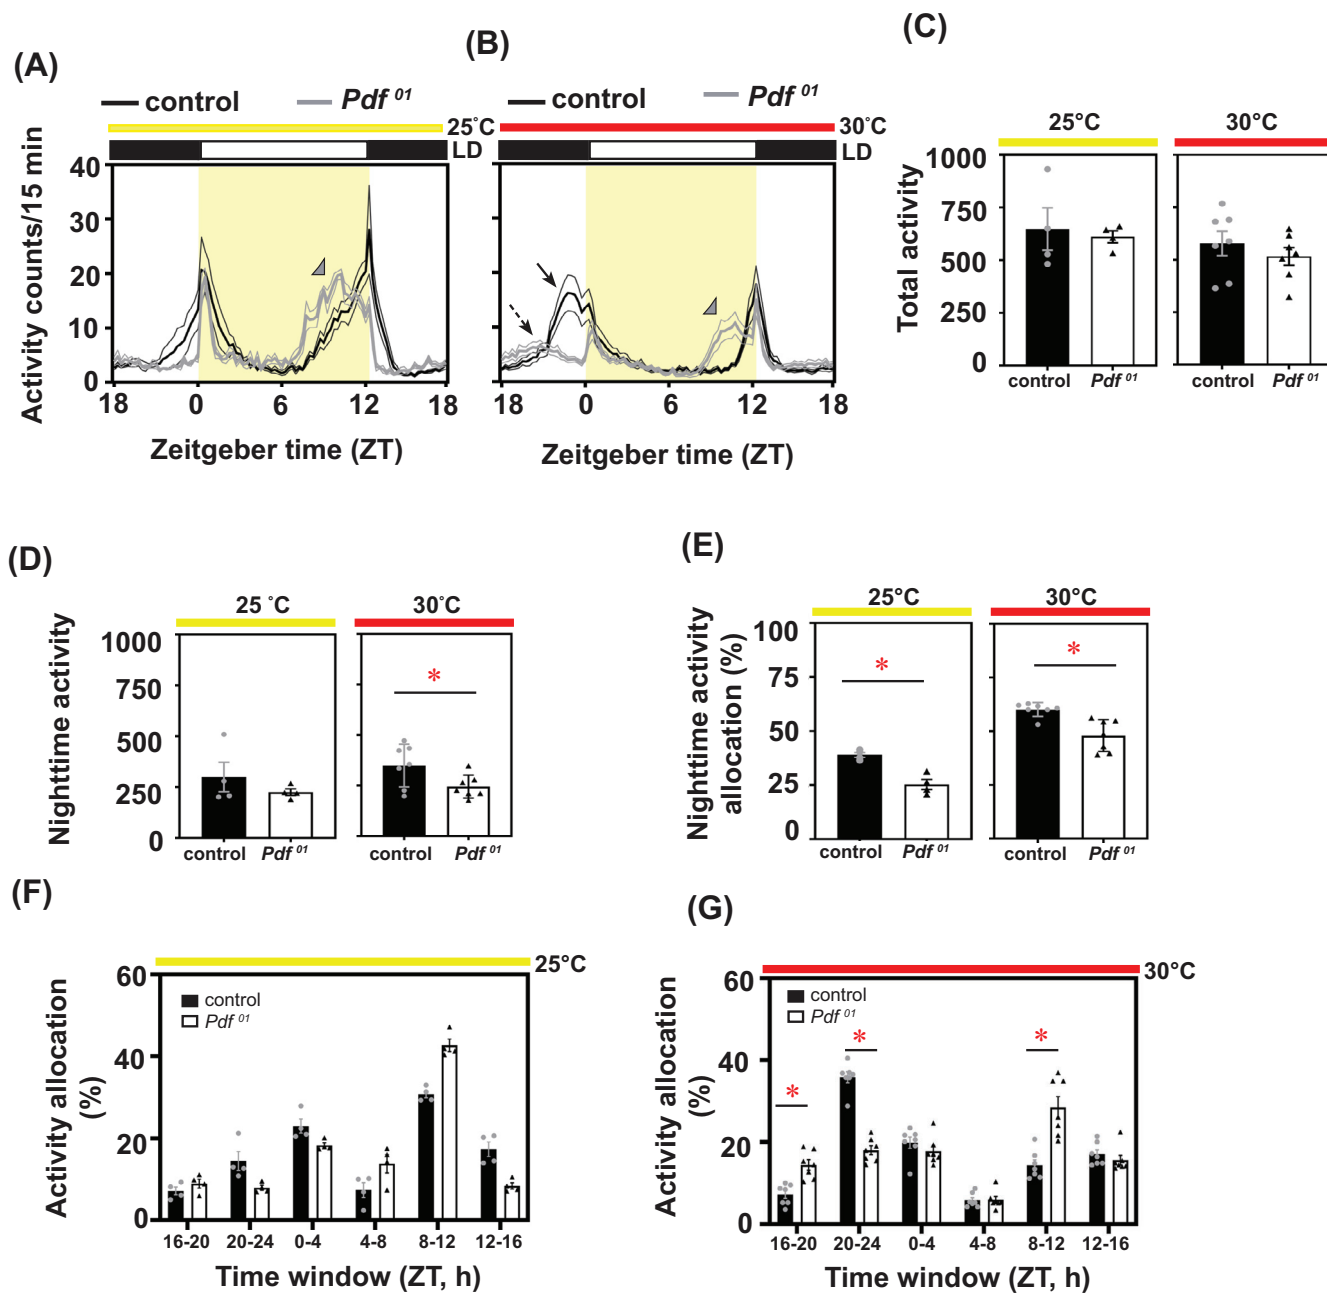 (A)
control
Pdf 01
25°C
LD
Activity counts/15 min
40
30
20
10
0
18
0
6
12
18
Zeitgeber time (ZT)
(B)
control
Pdf 01
30°C
LD
18
0
6
12
18
Zeitgeber time (ZT)
(C)
25°C
30°C
Total activity
1000
750
500
250
0
control
Pdf 01
control
Pdf 01
(D)
25 °C
30°C
Nighttime activity
1000
750
500
250
0
*
control
Pdf 01
control
Pdf 01
(E)
25°C
30°C
Nighttime activity
allocation (%)
100
75
50
25
0
*
*
control
Pdf 01
control
Pdf 01
(F)
25°C
Activity allocation
(%)
60
40
20
0
control
Pdf 01
16-20
20-24
0-4
4-8
8-12
12-16
Time window (ZT, h)
(G)
30°C
Activity allocation
(%)
60
40
20
0
control
Pdf 01
*
*
*
16-20
20-24
0-4
4-8
8-12
12-16
Time window (ZT, h)